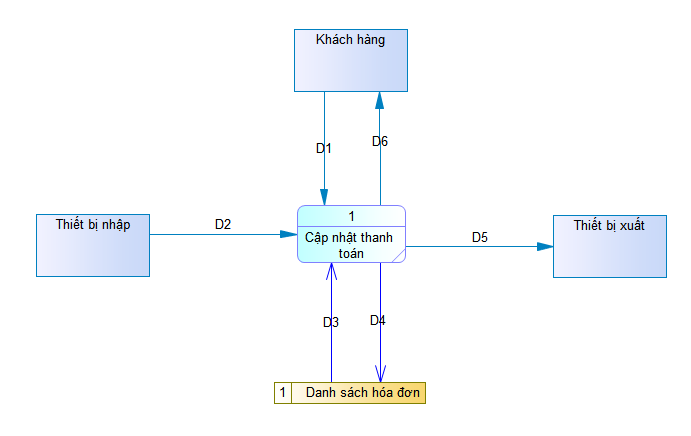 Khách hàng
D1
D6
1
Thiết bị nhập
D2
Cập nhật thanh
toán
D5
Thiết bị xuất
D3
D4
1
Danh sách hóa đơn